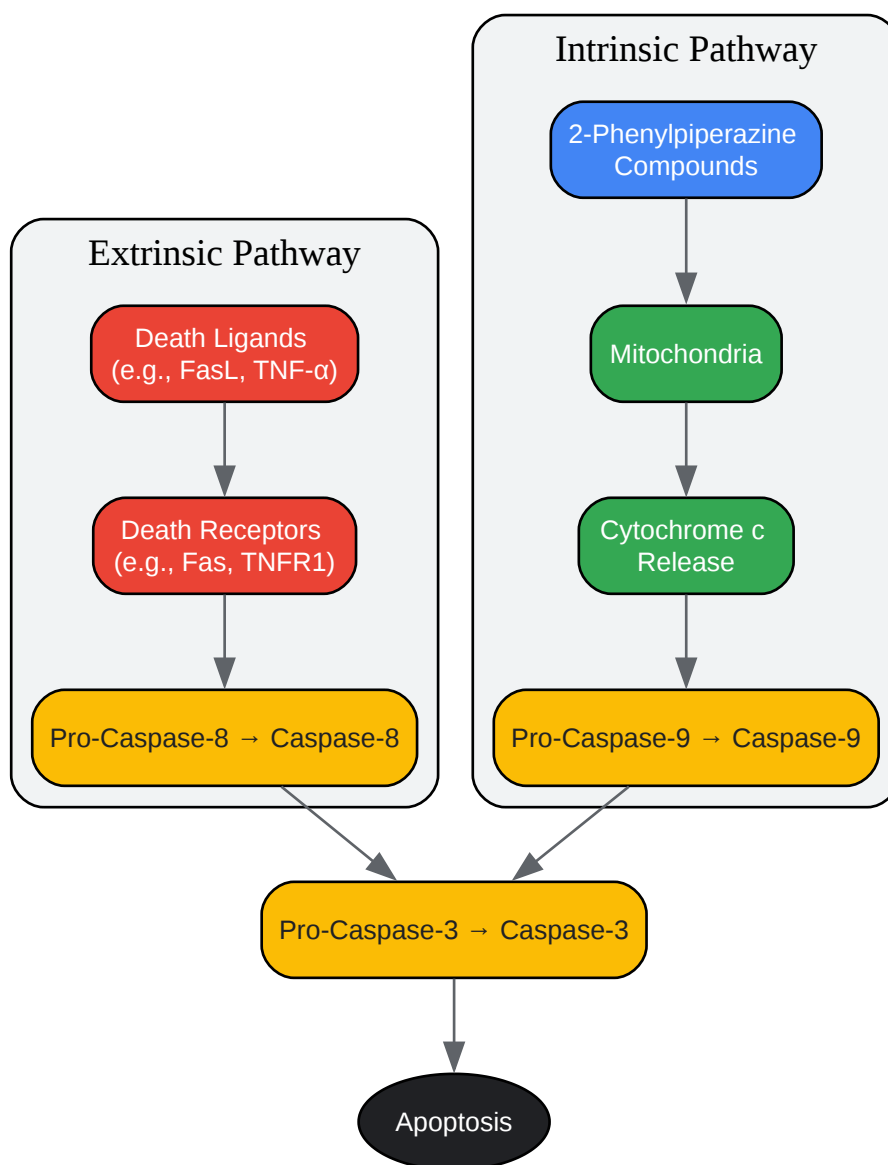 Intrinsic Pathway
2-Phenylpiperazine
Compounds
Mitochondria
Cytochrome c
Release
Pro-Caspase-9 → Caspase-9
Extrinsic Pathway
Death Ligands
(e.g., FasL, TNF-α)
Death Receptors
(e.g., Fas, TNFR1)
Pro-Caspase-8 → Caspase-8
Pro-Caspase-3 → Caspase-3
Apoptosis